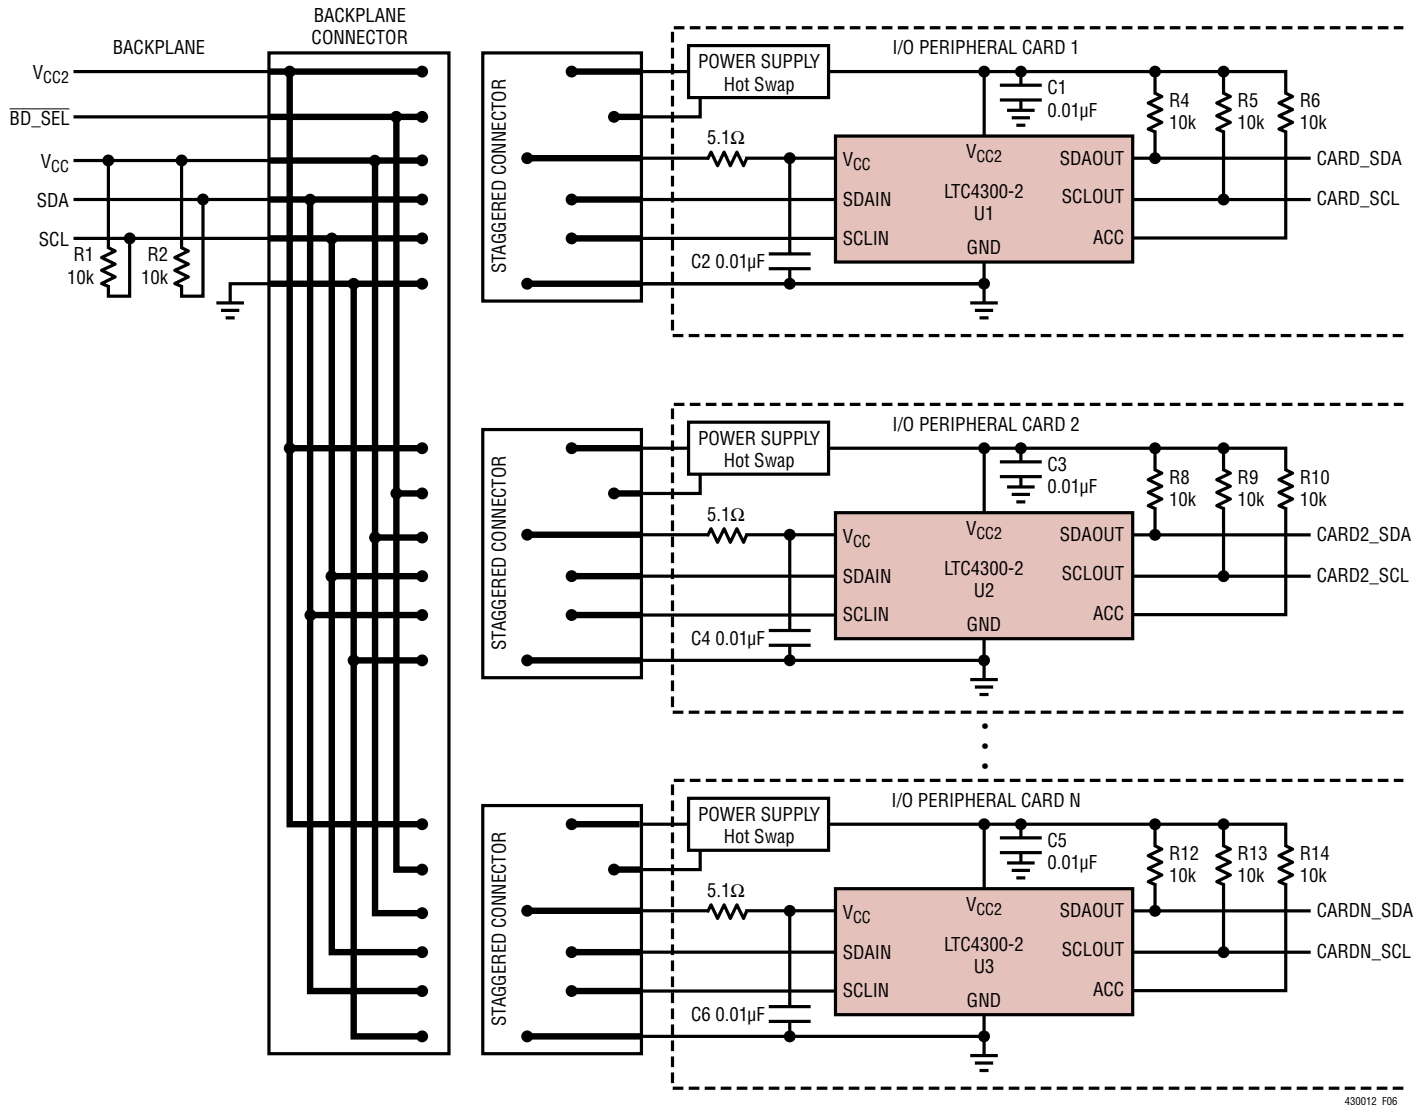 BACKPLANE
CONNECTOR
BACKPLANE
VCC2
BD_SEL
VCC
SDA
SCL
R1
10k
R2
10k
STAGGERED CONNECTOR
POWER SUPPLY
Hot Swap
I/O PERIPHERAL CARD 1
C1
0.01µF
R4
10k
R5
10k
R6
10k
5.1Ω
VCC
VCC2
SDAOUT
CARD_SDA
SDAIN
LTC4300-2
U1
SCLOUT
CARD_SCL
SCLIN
GND
ACC
C2 0.01µF
STAGGERED CONNECTOR
POWER SUPPLY
Hot Swap
I/O PERIPHERAL CARD 2
C3
0.01µF
R8
10k
R9
10k
R10
10k
5.1Ω
VCC
VCC2
SDAOUT
CARD2_SDA
SDAIN
LTC4300-2
U2
SCLOUT
CARD2_SCL
SCLIN
GND
ACC
C4 0.01µF
STAGGERED CONNECTOR
POWER SUPPLY
Hot Swap
I/O PERIPHERAL CARD N
C5
0.01µF
R12
10k
R13
10k
R14
10k
5.1Ω
VCC
VCC2
SDAOUT
CARDN_SDA
SDAIN
LTC4300-2
U3
SCLOUT
CARDN_SCL
SCLIN
GND
ACC
C6 0.01µF
430012 F06